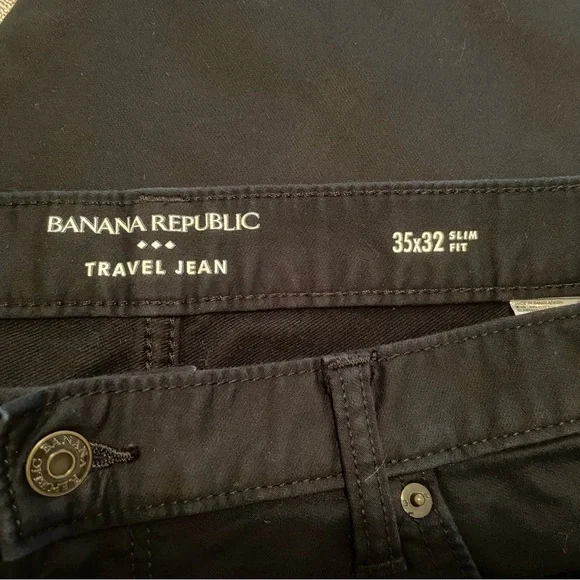 BANANA REPUBLIC
TRAVEL JEAN
35x32 SLIM
FIT
BANANA
REPUBLIC